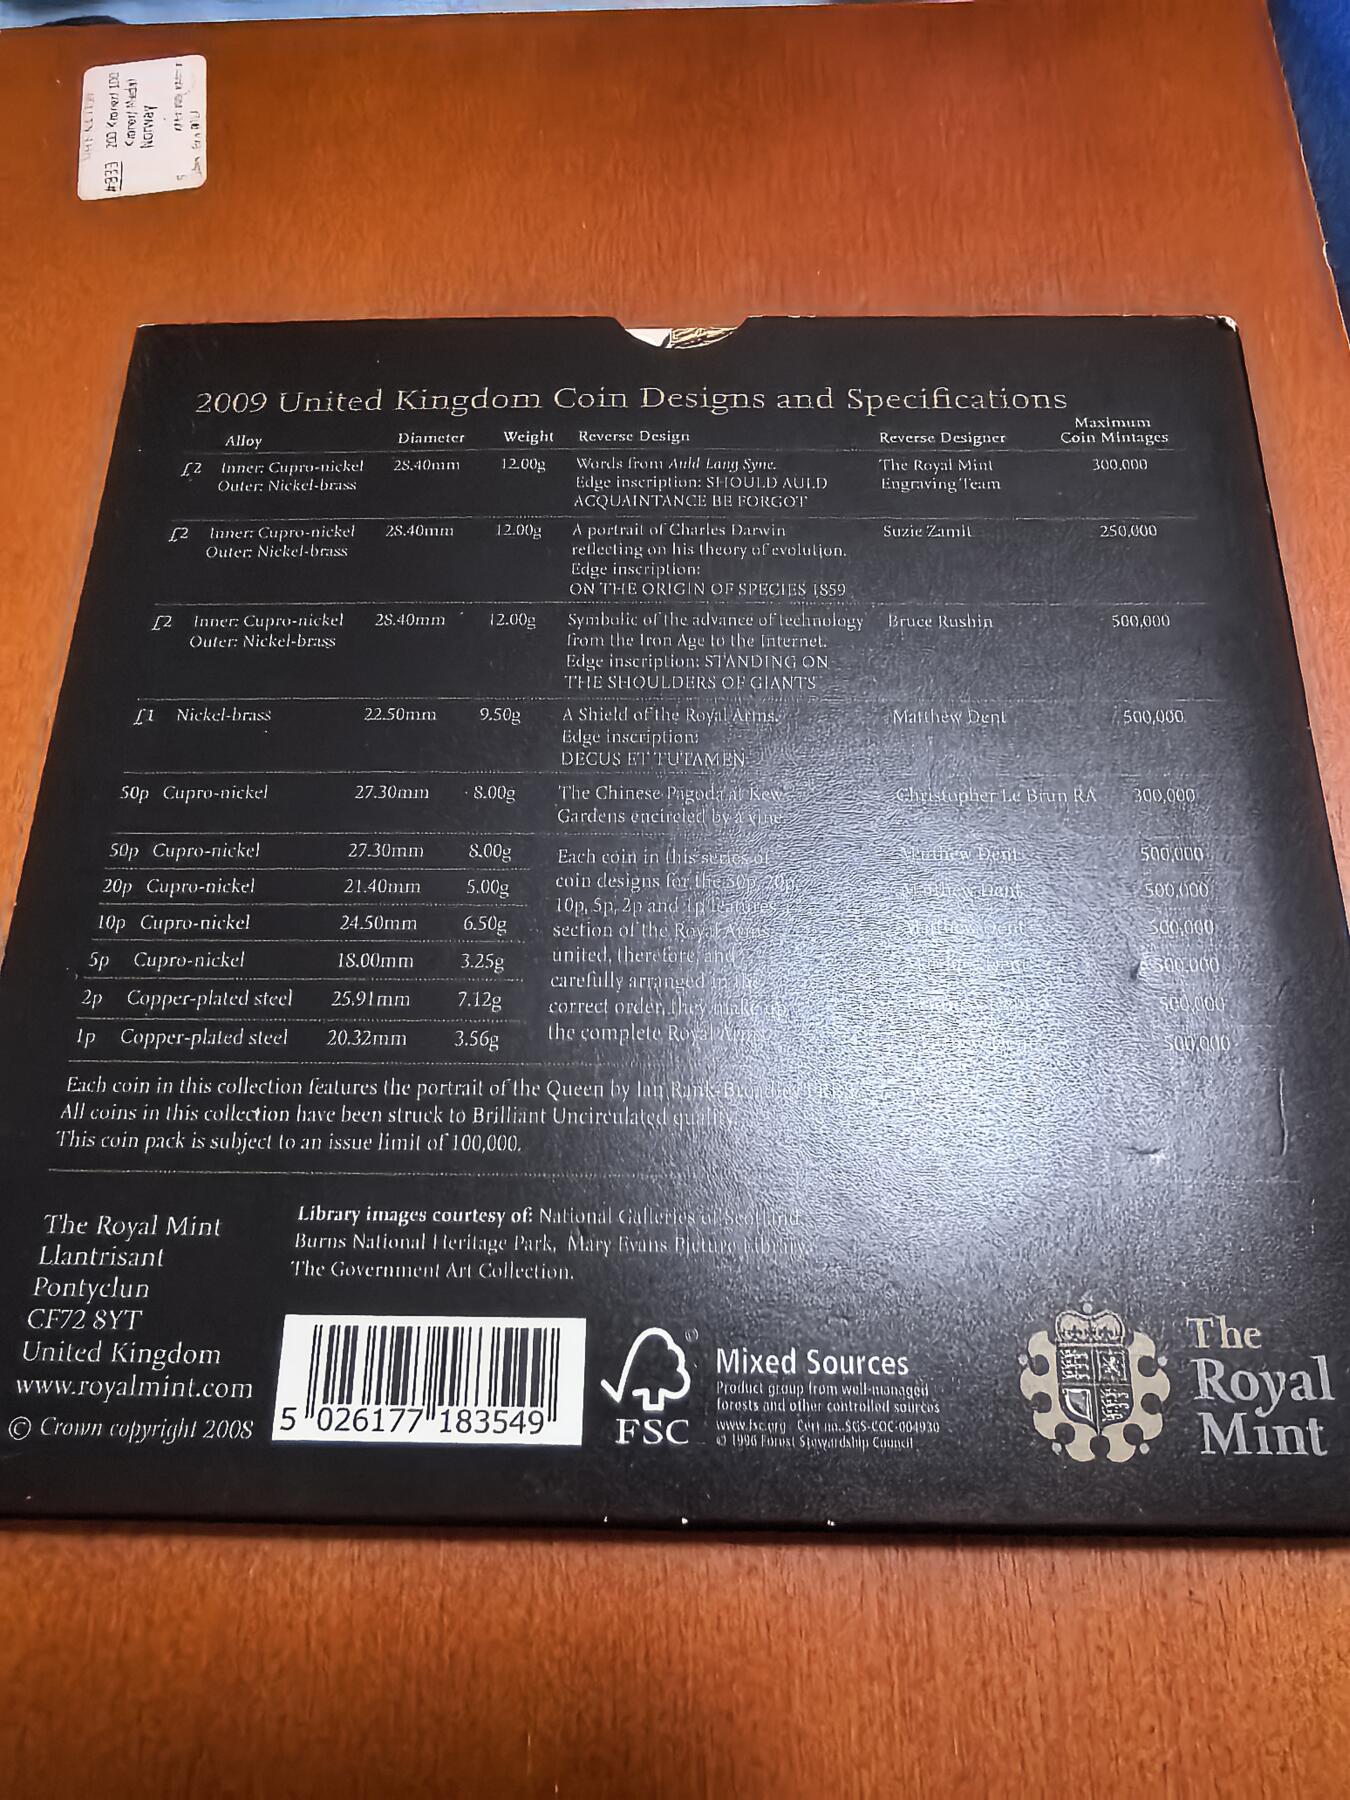 200 Kroner/ 100
Kroner/ Medal
Norway
2009 United Kingdom Coin Designs and Specifications
Alloy Diameter Weight Reverse Design Reverse Designer Maximum Coin Mintages
£2 Inner: Cupro-nickel 28.40mm 12.00g Words from Auld Lang Syne. The Royal Mint 300,000
Outer: Nickel-brass Edge inscription: SHOULD AULD Engraving Team
ACQUAINTANCE BE FORGOT
£2 Inner: Cupro-nickel 28.40mm 12.00g A portrait of Charles Darwin Suzie Zamit 250,000
Outer: Nickel-brass reflecting on his theory of evolution.
Edge inscription:
ON THE ORIGIN OF SPECIES 1859
£2 Inner: Cupro-nickel 28.40mm 12.00g Symbolic of the advance of technology Bruce Rushin 500,000
Outer: Nickel-brass from the Iron Age to the Internet.
Edge inscription: STANDING ON
THE SHOULDERS OF GIANTS
£1 Nickel-brass 22.50mm 9.50g A Shield of the Royal Arms. Matthew Dent 500,000
Edge inscription:
DECUS ET TUTAMEN
50p Cupro-nickel 27.30mm 8.00g The Chinese Pagoda at Kew Christopher Le Brun RA 300,000
Gardens encircled by a vine
50p Cupro-nickel 27.30mm 8.00g Each coin in this series of Matthew Dent 500,000
20p Cupro-nickel 21.40mm 5.00g coin designs for the 50p, 20p, Matthew Dent 500,000
10p Cupro-nickel 24.50mm 6.50g 10p, 5p, 2p and 1p features Matthew Dent 500,000
section of the Royal Arms
5p Cupro-nickel 18.00mm 3.25g united, therefore, and 500,000
carefully arranged in the
2p Copper-plated steel 25.91mm 7.12g correct order, they make up 500,000
1p Copper-plated steel 20.32mm 3.56g the complete Royal Arms 500,000
Each coin in this collection features the portrait of the Queen by Ian Rank-Broadley
All coins in this collection have been struck to Brilliant Uncirculated quality.
This coin pack is subject to an issue limit of 100,000.
The Royal Mint
Llantrisant
Pontyclun
CF72 8YT
United Kingdom
www.royalmint.com
© Crown copyright 2008
Library images courtesy of: National Galleries of Scotland,
Burns National Heritage Park, Mary Evans Picture Library,
The Government Art Collection.
5 026177 183549
FSC
Mixed Sources
Product group from well-managed
forests and other controlled sources
www.fsc.org Cert no. SGS-COC-004930
© 1996 Forest Stewardship Council
The
Royal
Mint